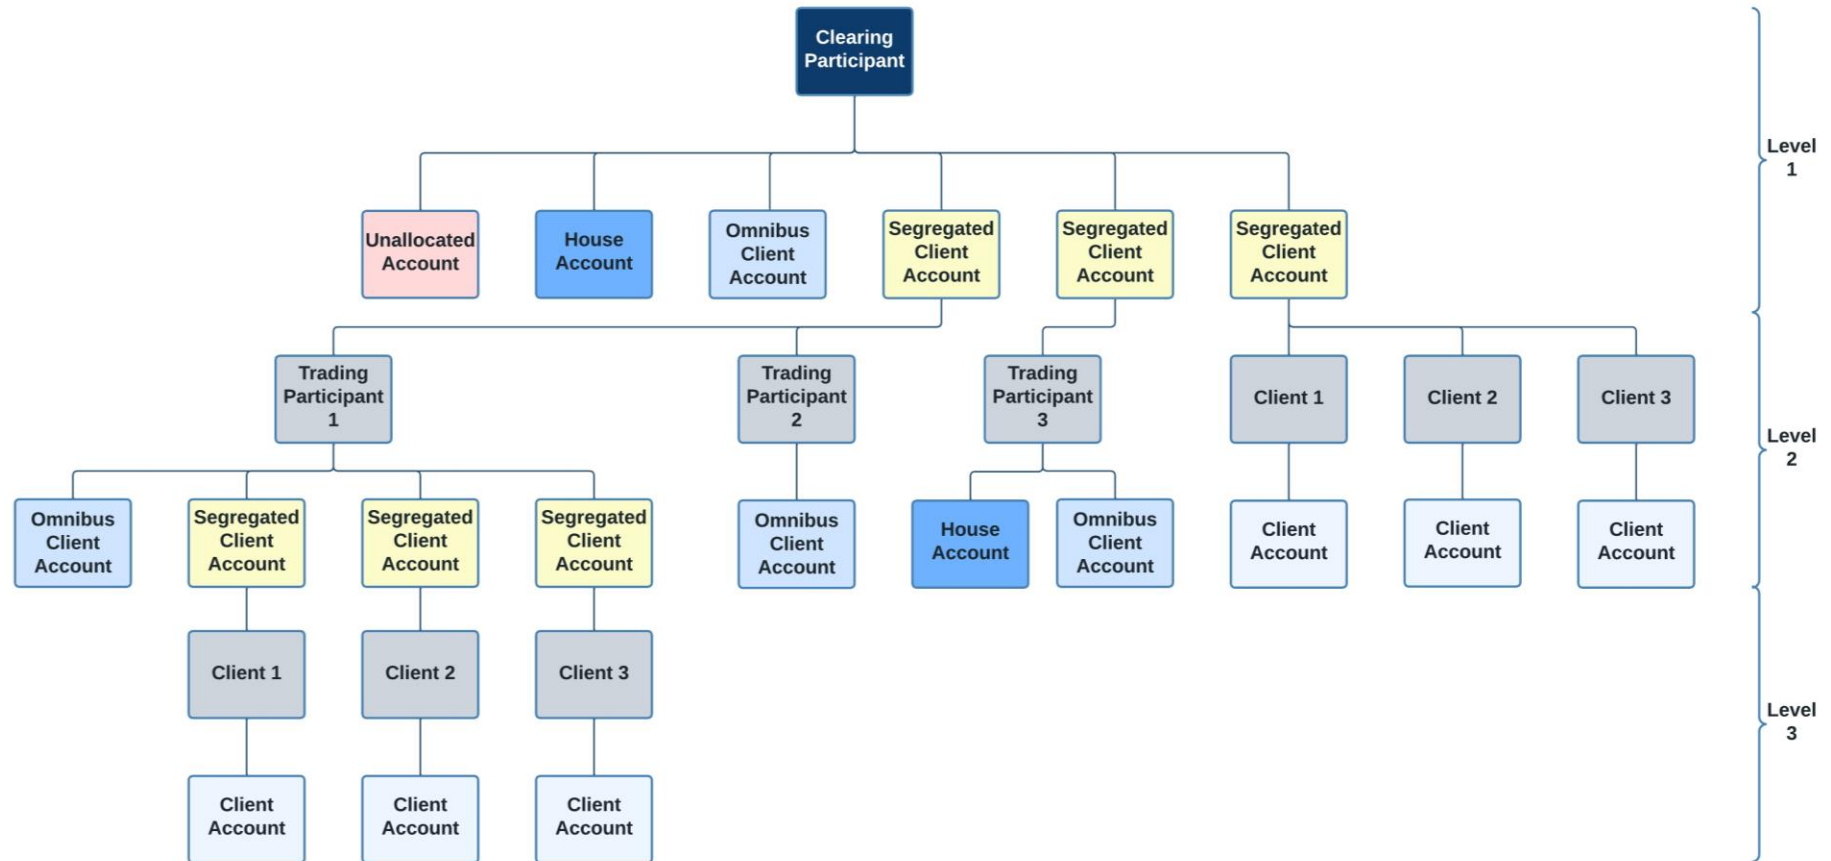 Clearing
Participant
Level
1
Unallocated
Account
House
Account
Omnibus
Client
Account
Segregated
Client
Account
Segregated
Client
Account
Segregated
Client
Account
Trading
Participant
1
Trading
Participant
2
Trading
Participant
3
Client 1
Client 2
Client 3
Level
2
Omnibus
Client
Account
Segregated
Client
Account
Segregated
Client
Account
Segregated
Client
Account
Omnibus
Client
Account
House
Account
Omnibus
Client
Account
Client
Account
Client
Account
Client
Account
Client 1
Client 2
Client 3
Level
3
Client
Account
Client
Account
Client
Account